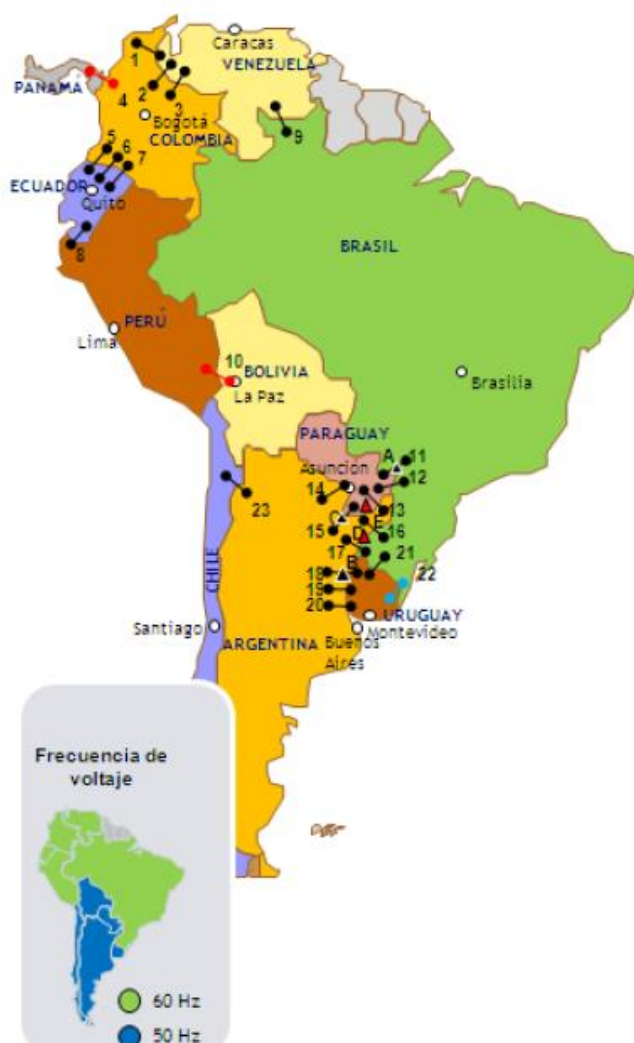 Caracas
VENEZUELA
1
2
3
PANAMÁ
4
Bogotá
COLOMBIA
9
5
6
7
ECUADOR
Quito
8
BRASIL
Lima
PERÚ
10
BOLIVIA
La Paz
Brasilia
PARAGUAY
Asunción
A
11
12
14
13
23
C
E
15
D
16
17
21
CHILE
18
B
22
19
20
URUGUAY
Montevideo
Santiago
ARGENTINA
Buenos
Aires
Frecuencia de
voltaje
60 Hz
50 Hz